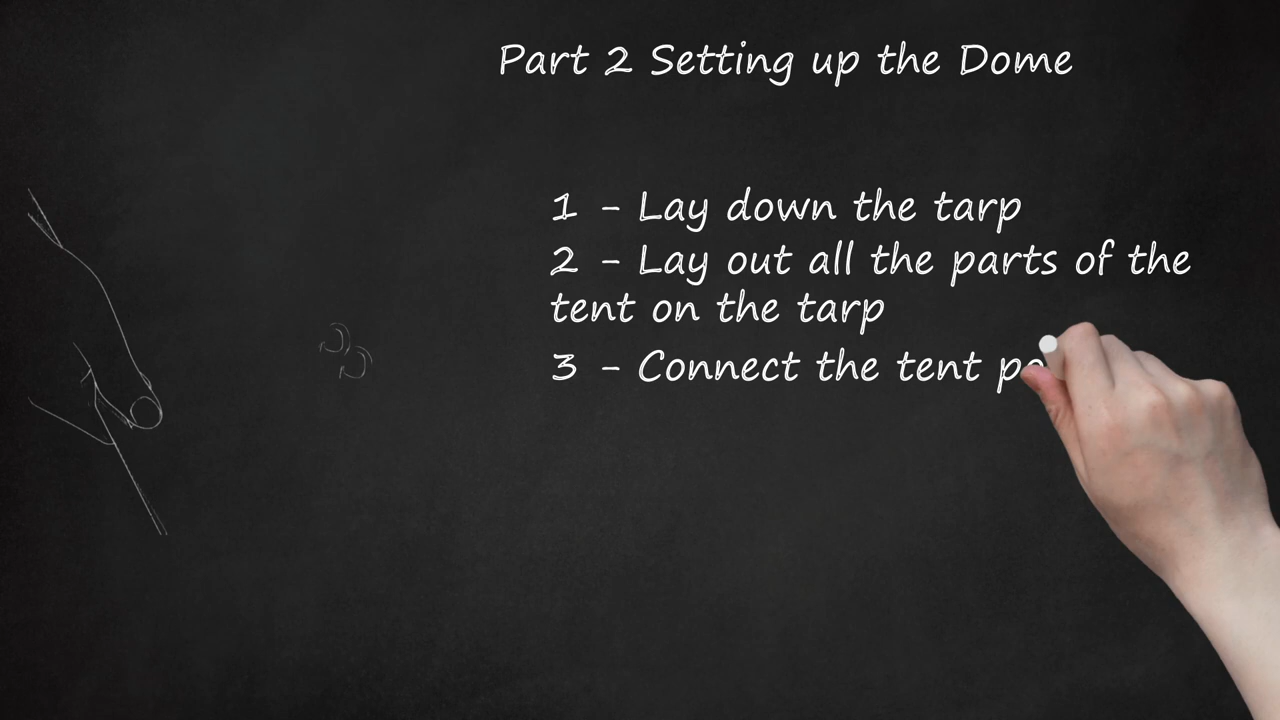 Part 2 Setting up the Dome
1 - Lay down the tarp
2 - Lay out all the parts of the
tent on the tarp
3 - Connect the tent